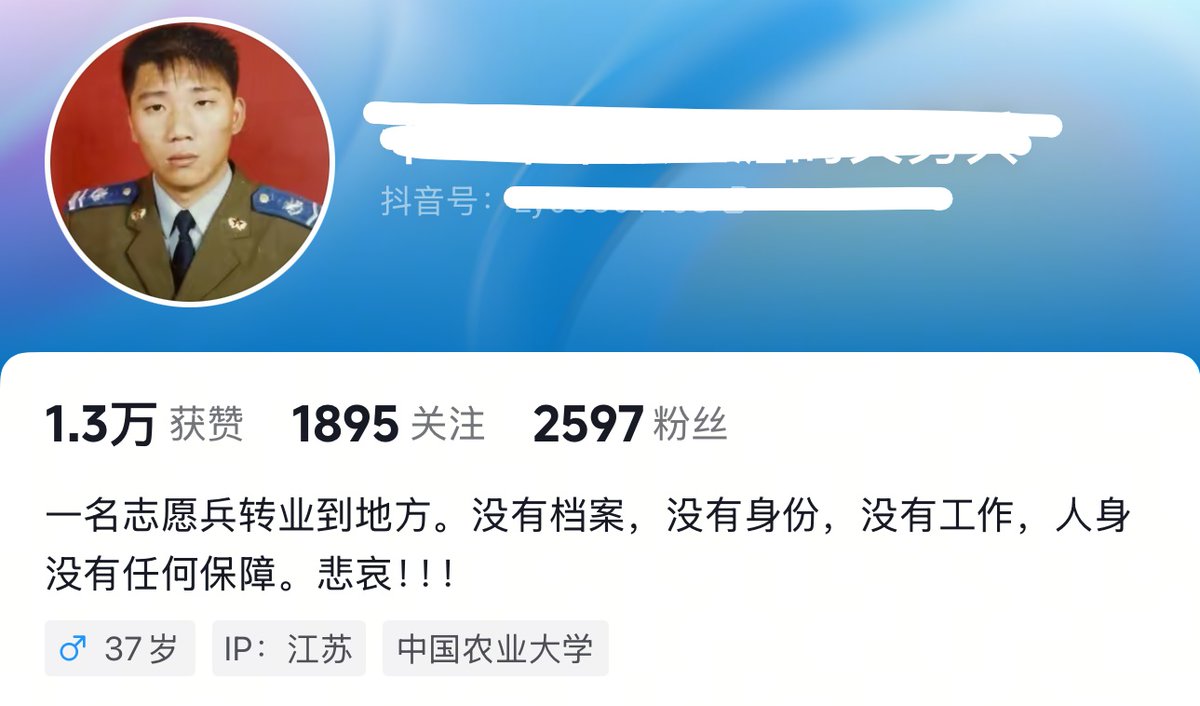 抖音号：
1.3万 获赞 1895 关注 2597 粉丝
一名志愿兵转业到地方。没有档案，没有身份，没有工作，人身
没有任何保障。悲哀！！！
♂ 37岁 IP：江苏 中国农业大学